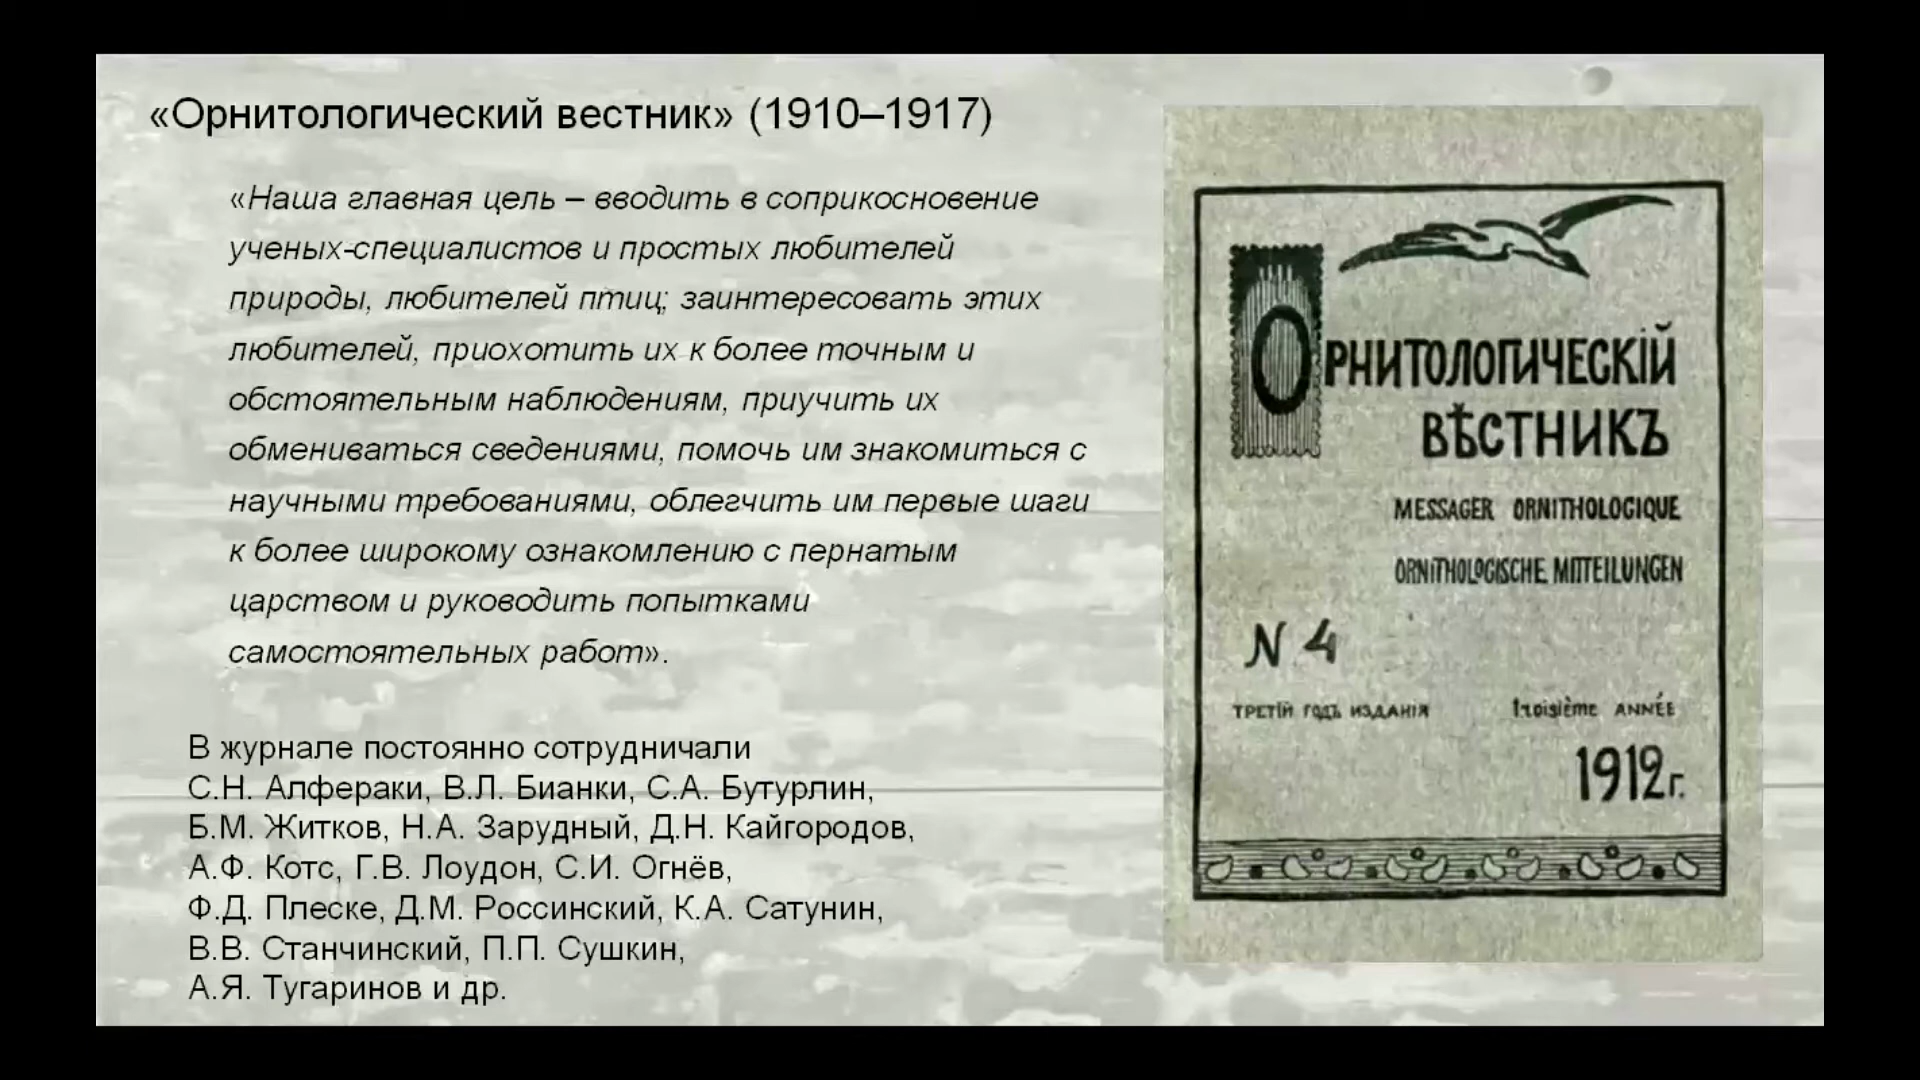 «Орнитологический вестник» (1910–1917)
«Наша главная цель – вводить в соприкосновение
ученых-специалистов и простых любителей
природы, любителей птиц; заинтересовать этих
любителей, приохотить их к более точным и
обстоятельным наблюдениям, приучить их
обмениваться сведениями, помочь им знакомиться с
научными требованиями, облегчить им первые шаги
к более широкому ознакомлению с пернатым
царством и руководить попытками
самостоятельных работ».
В журнале постоянно сотрудничали
С.Н. Алфераки, В.Л. Бианки, С.А. Бутурлин,
Б.М. Житков, Н.А. Зарудный, Д.Н. Кайгородов,
А.Ф. Котс, Г.В. Лоудон, С.И. Огнёв,
Ф.Д. Плеске, Д.М. Россинский, К.А. Сатунин,
В.В. Станчинский, П.П. Сушкин,
А.Я. Тугаринов и др.
ОРНИТОЛОГИЧЕСКІЙ
ВѢСТНИКЪ
MESSAGER ORNITHOLOGIQUE
ORNITHOLOGISCHE MITTEILUNGEN
N 4
ТРЕТІЙ ГОДЪ ИЗДАНІЯ troisième ANNÉE
1912г.